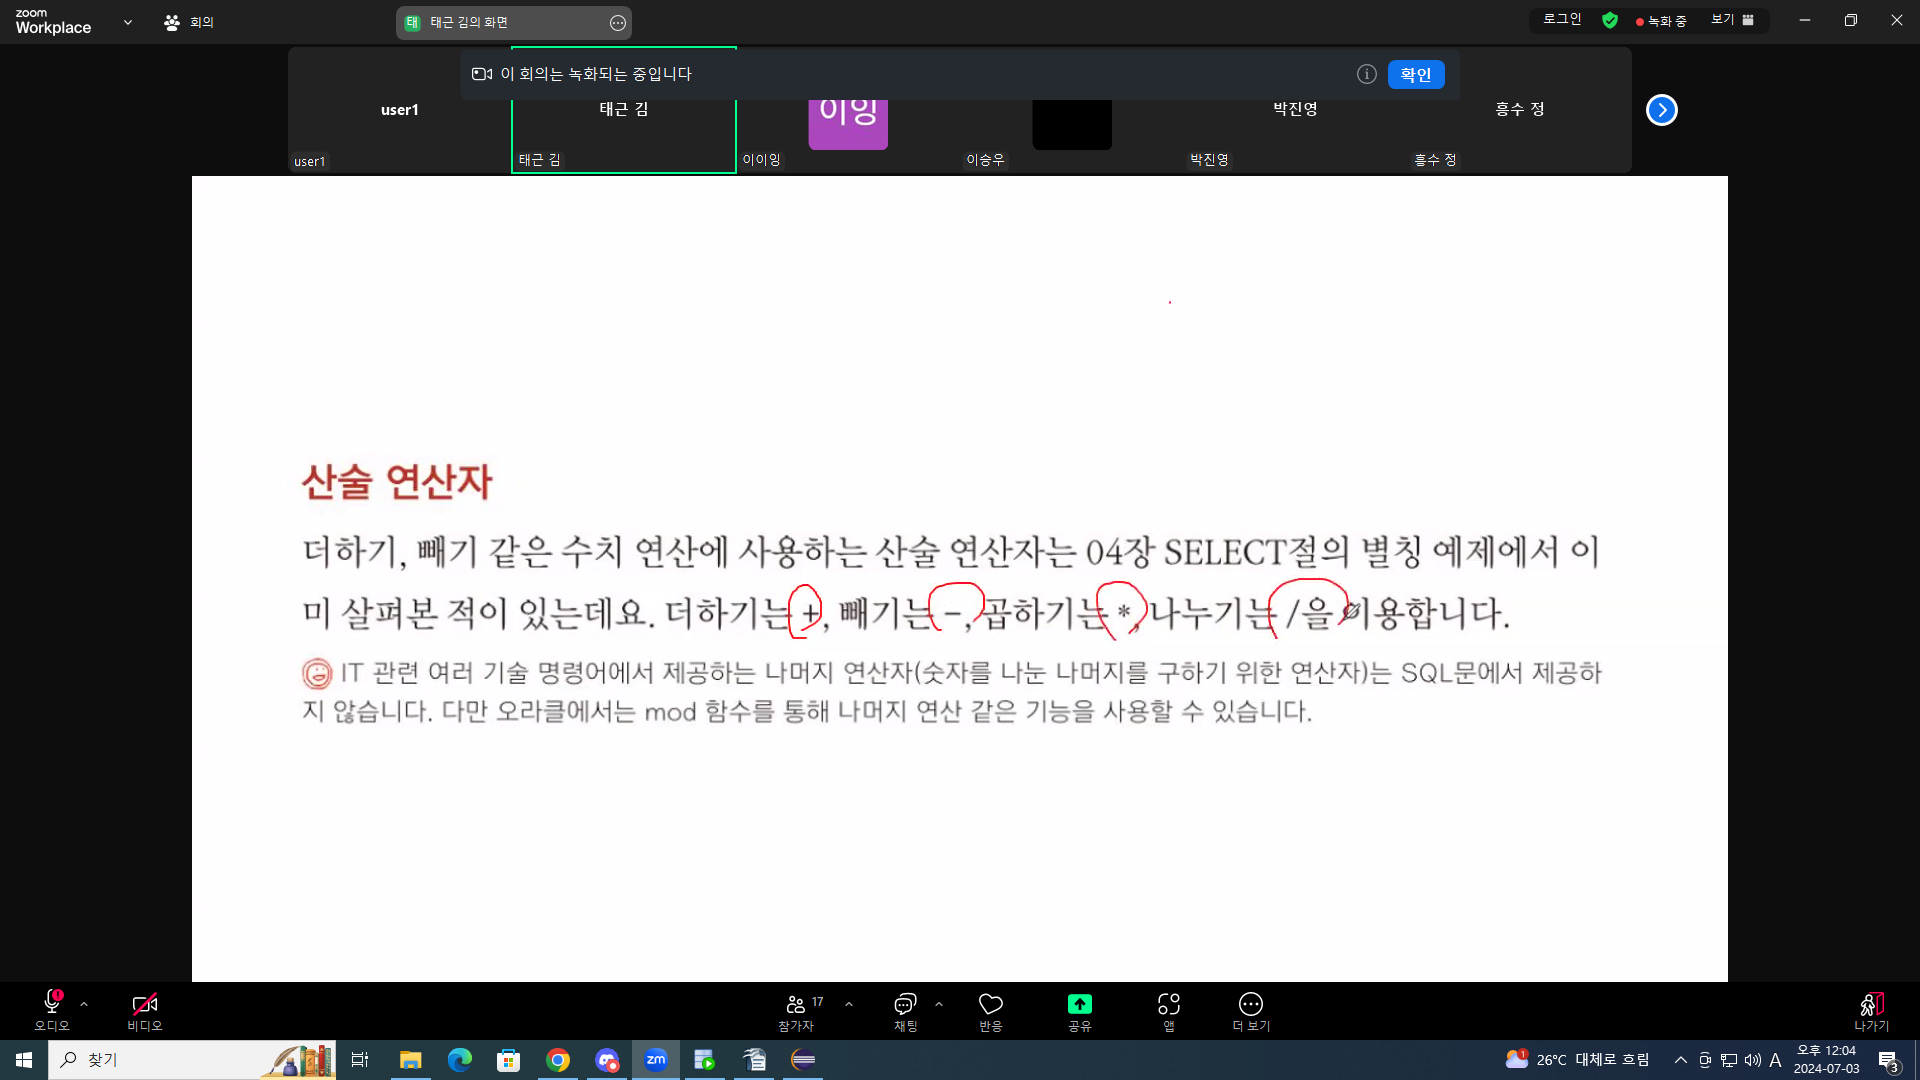 zoom
Workplace
회의
태
태근 김의 화면
로그인
녹화 중
보기
이 회의는 녹화되는 중입니다
확인
user1
태근 김
이잉
박진영
흥수 정
user1
태근 김
이이잉
이승우
박진영
흥수 정
산술 연산자
더하기, 빼기 같은 수치 연산에 사용하는 산술 연산자는 04장 SELECT절의 별칭 예제에서 이
미 살펴본 적이 있는데요. 더하기는 +, 빼기는 -, 곱하기는 *, 나누기는 /을 이용합니다.
IT 관련 여러 기술 명령어에서 제공하는 나머지 연산자(숫자를 나눈 나머지를 구하기 위한 연산자)는 SQL문에서 제공하
지 않습니다. 다만 오라클에서는 mod 함수를 통해 나머지 연산 같은 기능을 사용할 수 있습니다.
오디오
비디오
17
참가자
채팅
반응
공유
앱
더 보기
나가기
찾기
zm
1
26°C 대체로 흐림
A
오후 12:04
2024-07-03
3